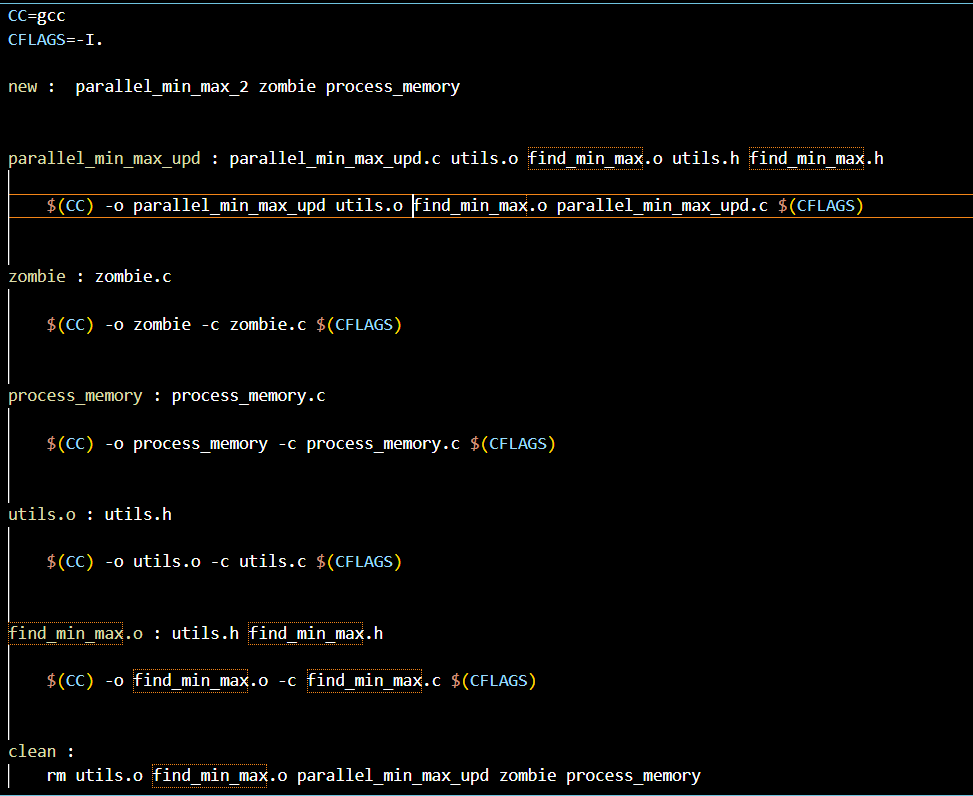 CC=gcc
CFLAGS=-I.
new :  parallel_min_max_2 zombie process_memory
parallel_min_max_upd : parallel_min_max_upd.c utils.o find_min_max.o utils.h find_min_max.h
$(CC) -o parallel_min_max_upd utils.o find_min_max.o parallel_min_max_upd.c $(CFLAGS)
zombie : zombie.c
$(CC) -o zombie -c zombie.c $(CFLAGS)
process_memory : process_memory.c
$(CC) -o process_memory -c process_memory.c $(CFLAGS)
utils.o : utils.h
$(CC) -o utils.o -c utils.c $(CFLAGS)
find_min_max.o : utils.h find_min_max.h
$(CC) -o find_min_max.o -c find_min_max.c $(CFLAGS)
clean :
rm utils.o find_min_max.o parallel_min_max_upd zombie process_memory